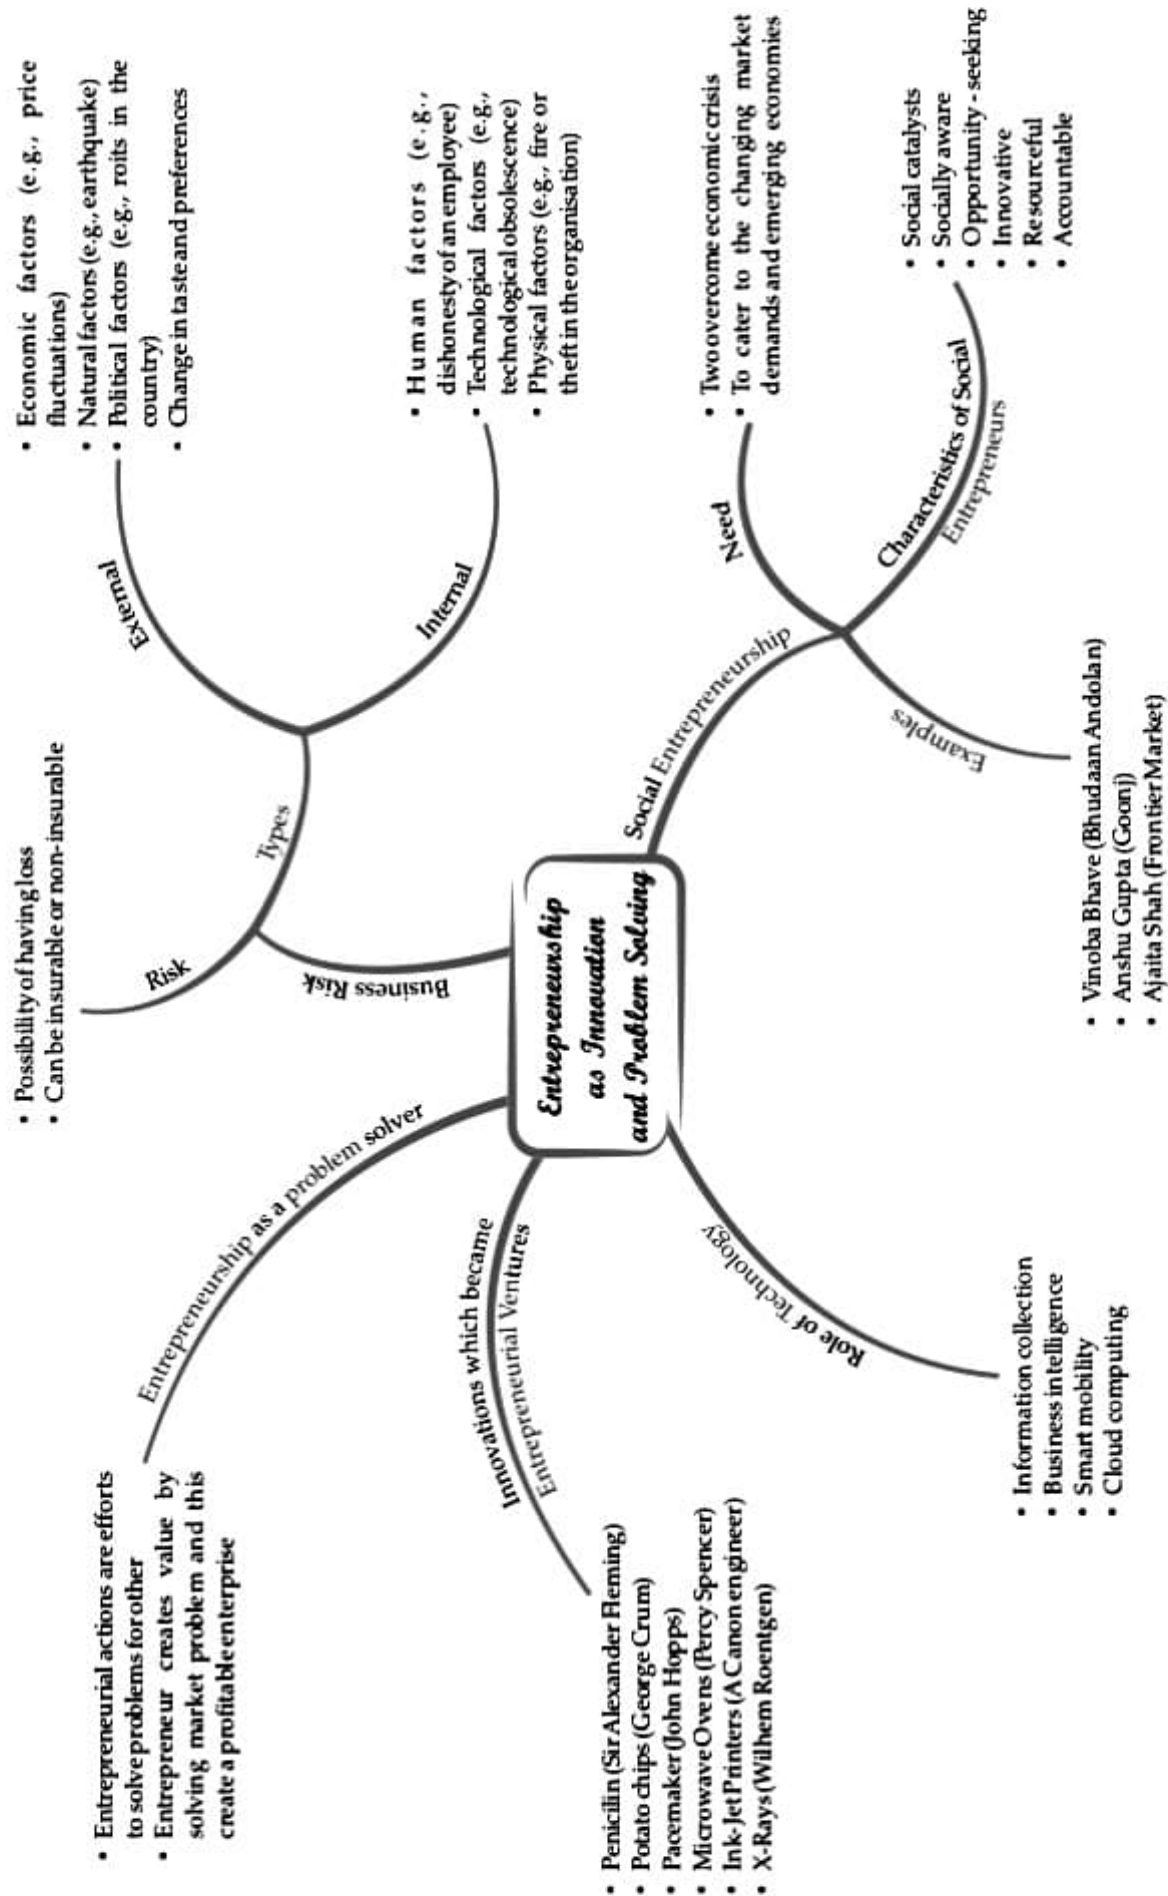 Entrepreneurship
as Innovation
and Problem Solving
Entrepreneurship as a problem solver
• Entrepreneurial actions are efforts
to solve problems for other
• Entrepreneur creates value by
solving market problem and this
create a profitable enterprise
Business Risk
Risk
• Possibility of having loss
• Can be insurable or non-insurable
Types
External
• Economic factors (e.g., price
fluctuations)
• Natural factors (e.g., earthquake)
• Political factors (e.g., roits in the
country)
• Change in taste and preferences
Internal
• Human factors (e.g.,
dishonesty of an employee)
• Technological factors (e.g.,
technological obsolescence)
• Physical factors (e.g., fire or
theft in the organisation)
Social Entrepreneurship
Need
• Two overcome economic crisis
• To cater to the changing market
demands and emerging economies
Characteristics of Social
Entrepreneurs
• Social catalysts
• Socially aware
• Opportunity - seeking
• Innovative
• Resourceful
• Accountable
Examples
• Vinoba Bhave (Bhudaan Andolan)
• Anshu Gupta (Goonj)
• Ajaita Shah (Frontier Market)
Role of Technology
• Information collection
• Business intelligence
• Smart mobility
• Cloud computing
Innovations which became
Entrepreneurial Ventures
• Penicilin (Sir Alexander Fleming)
• Potato chips (George Crum)
• Pacemaker (John Hopps)
• Microwave Ovens (Percy Spencer)
• Ink-Jet Printers (A Canon engineer)
• X-Rays (Wilhem Roentgen)